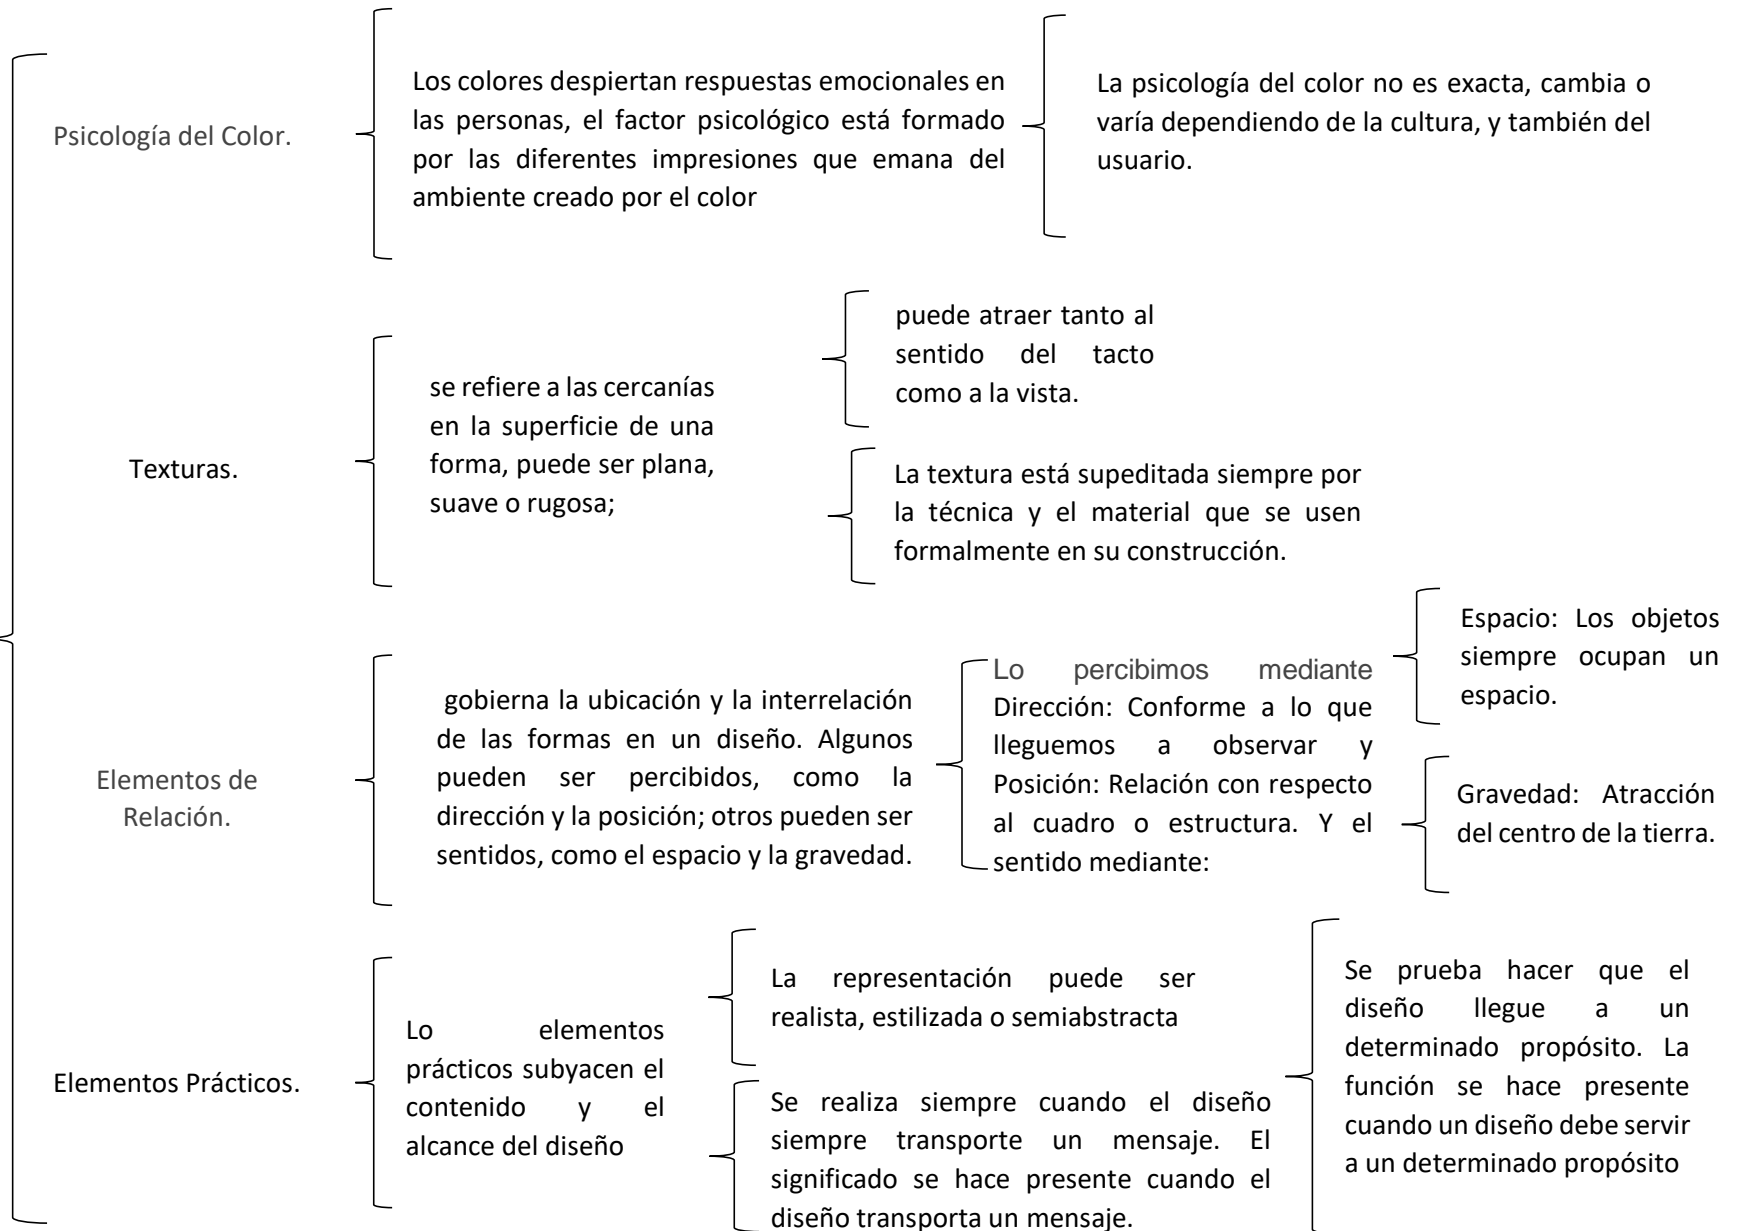 Psicología del Color.
Los colores despiertan respuestas emocionales en
las personas, el factor psicológico está formado
por las diferentes impresiones que emana del
ambiente creado por el color
La psicología del color no es exacta, cambia o
varía dependiendo de la cultura, y también del
usuario.
Texturas.
se refiere a las cercanías
en la superficie de una
forma, puede ser plana,
suave o rugosa;
puede atraer tanto al
sentido del tacto
como a la vista.
La textura está supeditada siempre por
la técnica y el material que se usen
formalmente en su construcción.
Elementos de
Relación.
gobierna la ubicación y la interrelación
de las formas en un diseño. Algunos
pueden ser percibidos, como la
dirección y la posición; otros pueden ser
sentidos, como el espacio y la gravedad.
Lo percibimos mediante
Dirección: Conforme a lo que
lleguemos a observar y
Posición: Relación con respecto
al cuadro o estructura. Y el
sentido mediante:
Espacio: Los objetos
siempre ocupan un
espacio.
Gravedad: Atracción
del centro de la tierra.
Elementos Prácticos.
Lo elementos
prácticos subyacen el
contenido y el
alcance del diseño
La representación puede ser
realista, estilizada o semiabstracta
Se realiza siempre cuando el diseño
siempre transporte un mensaje. El
significado se hace presente cuando el
diseño transporta un mensaje.
Se prueba hacer que el
diseño llegue a un
determinado propósito. La
función se hace presente
cuando un diseño debe servir
a un determinado propósito